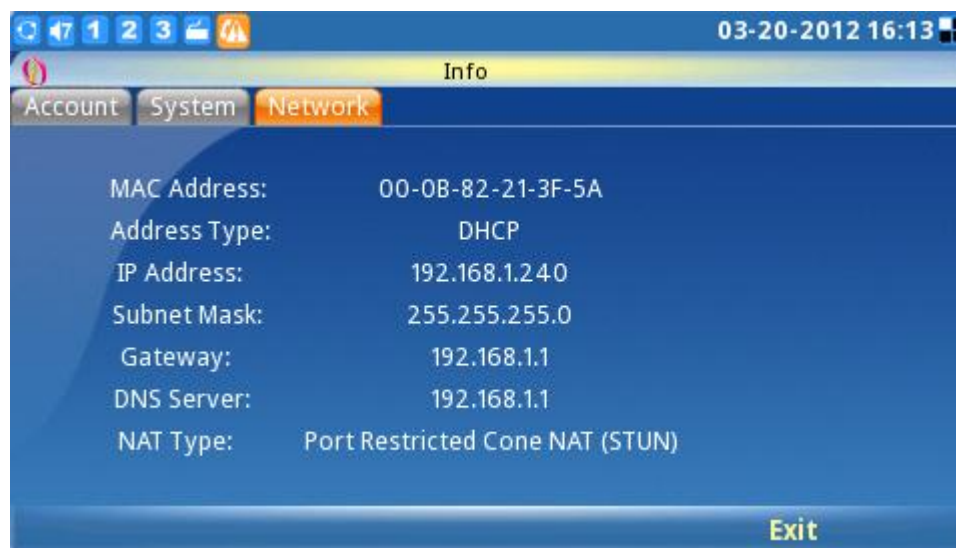 7 1 2 3 03-20-2012 16:13
Info
Account System Network
MAC Address: 00-0B-82-21-3F-5A
Address Type: DHCP
IP Address: 192.168.1.240
Subnet Mask: 255.255.255.0
Gateway: 192.168.1.1
DNS Server: 192.168.1.1
NAT Type: Port Restricted Cone NAT (STUN)
Exit